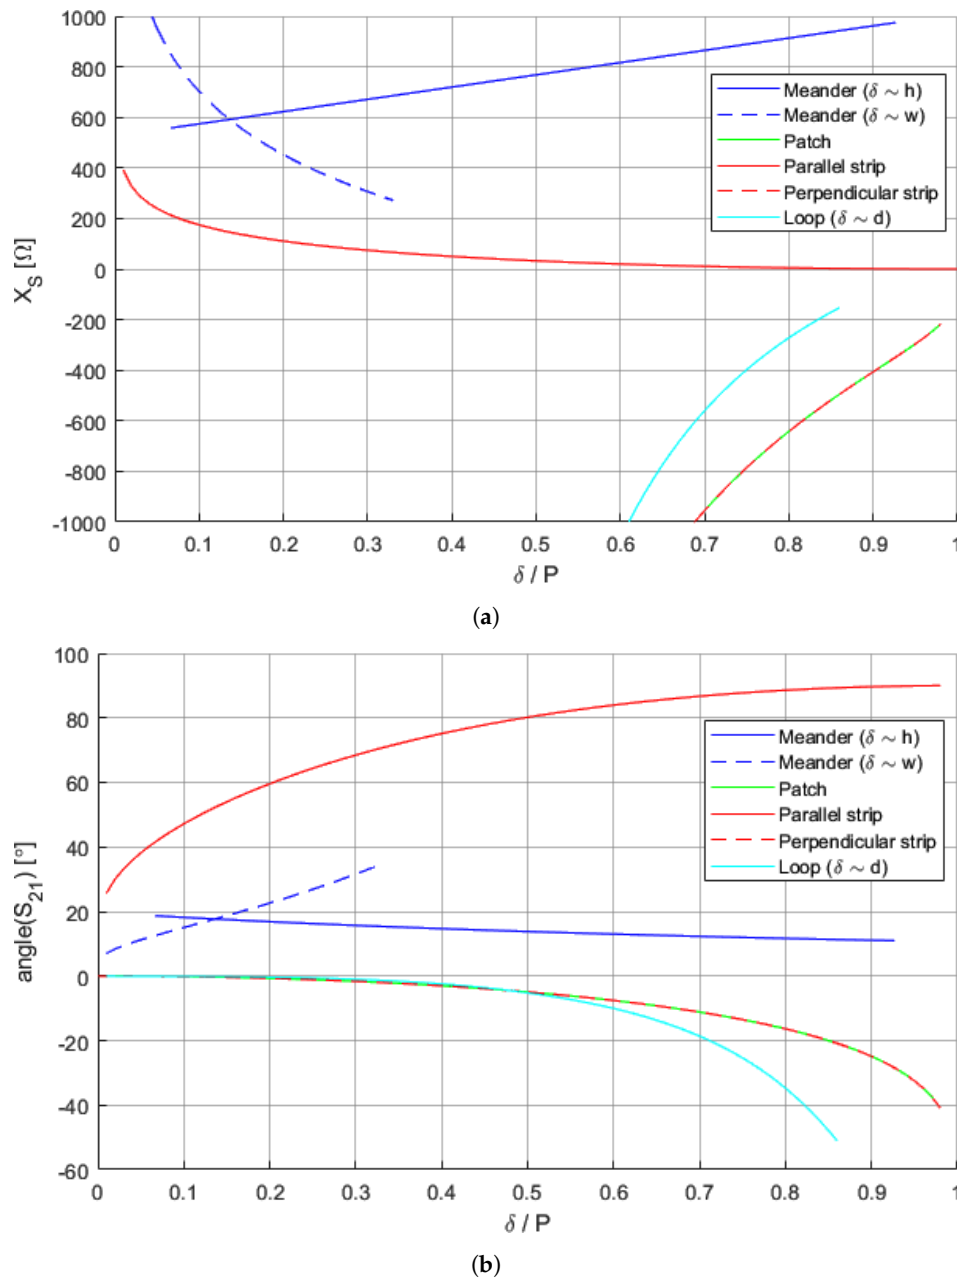 1000
800
600
400
200
0
-200
-400
-600
-800
-1000
X_S [Ω]
Meander (δ ∼ h)
Meander (δ ∼ w)
Patch
Parallel strip
Perpendicular strip
Loop (δ ∼ d)
0 0.1 0.2 0.3 0.4 0.5 0.6 0.7 0.8 0.9 1
δ / P
(a)
100
80
60
40
20
0
-20
-40
-60
angle(S_21) [°]
Meander (δ ∼ h)
Meander (δ ∼ w)
Patch
Parallel strip
Perpendicular strip
Loop (δ ∼ d)
0 0.1 0.2 0.3 0.4 0.5 0.6 0.7 0.8 0.9 1
δ / P
(b)